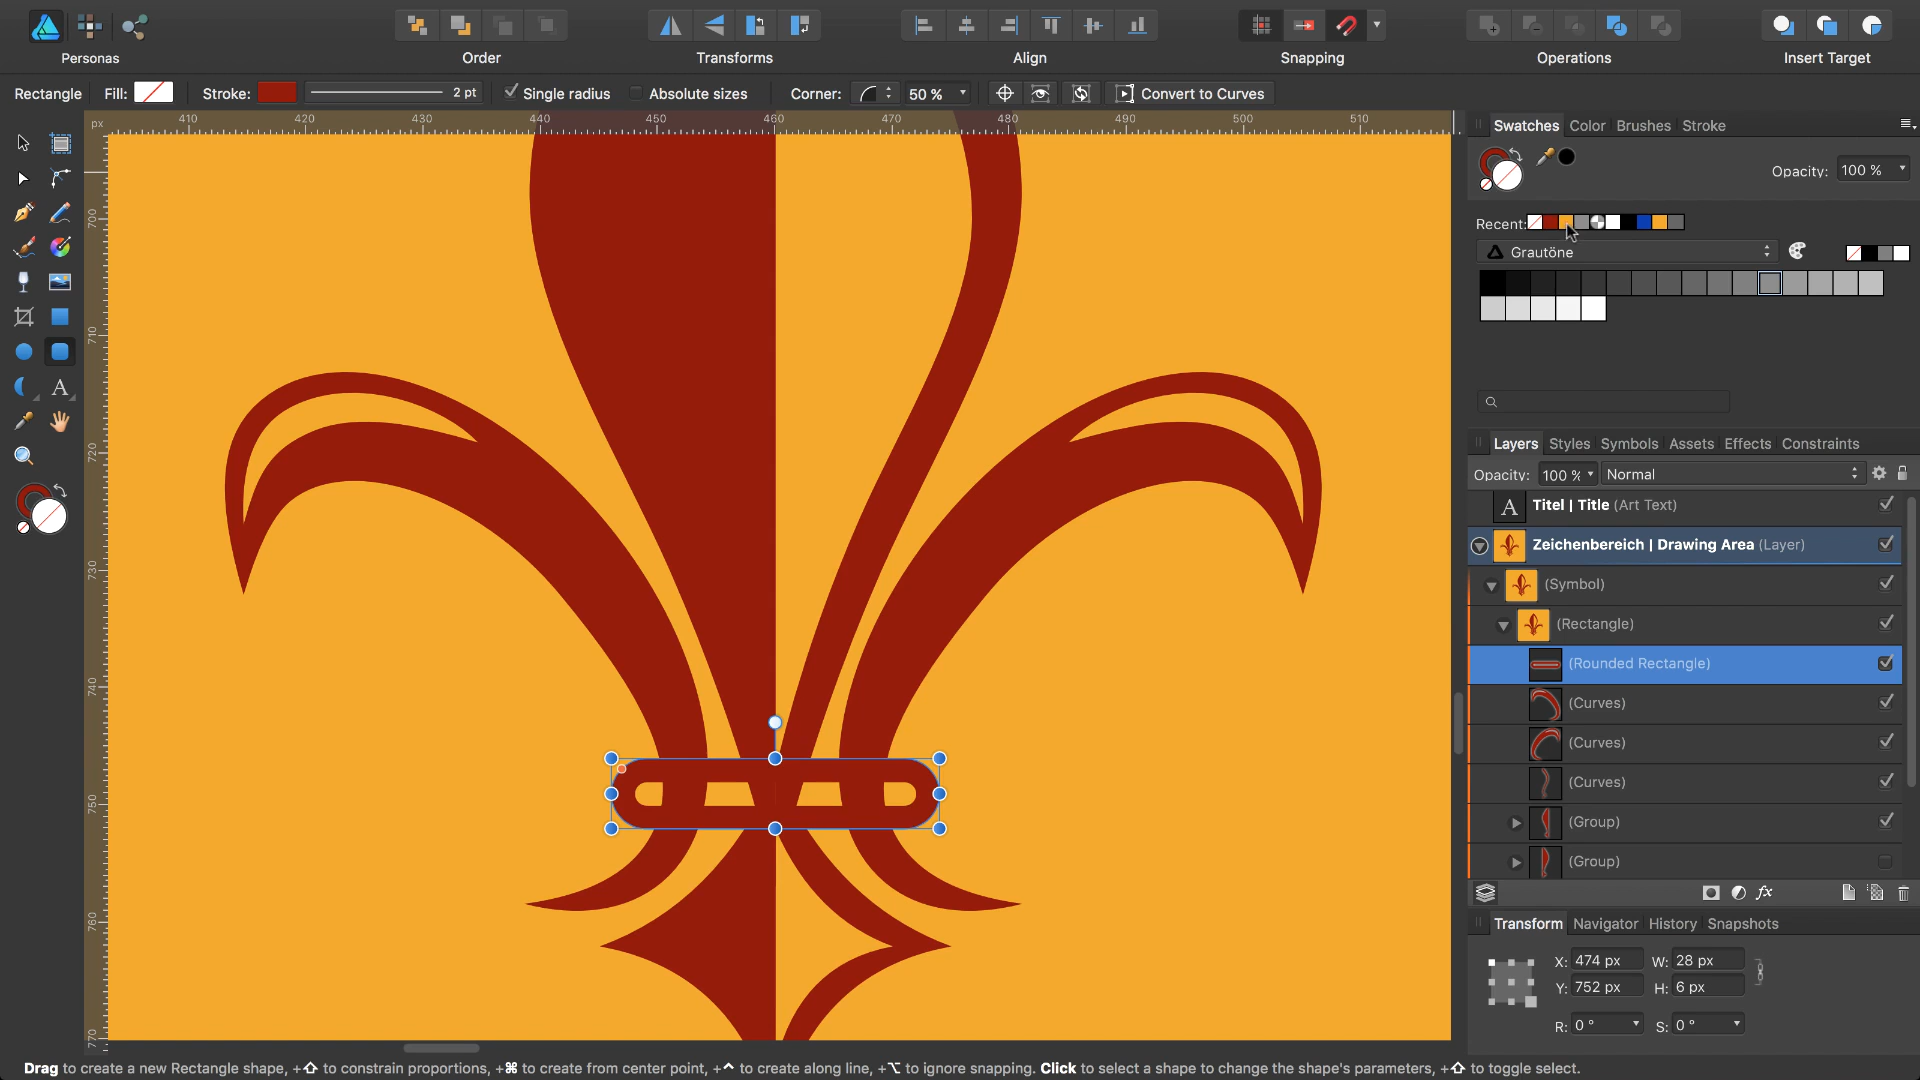 Personas
Order
Transforms
Align
Snapping
Operations
Insert Target
Rectangle Fill: Stroke: 2 pt Single radius Absolute sizes Corner: 50 % Convert to Curves
px 410 420 430 440 450 460 470 480 490 500 510
700
710
720
730
740
750
760
770
Swatches Color Brushes Stroke
Opacity: 100 %
Recent:
Grautöne
Layers Styles Symbols Assets Effects Constraints
Opacity: 100 % Normal
A Titel | Title (Art Text)
Zeichenbereich | Drawing Area (Layer)
(Symbol)
(Rectangle)
(Rounded Rectangle)
(Curves)
(Curves)
(Curves)
(Group)
(Group)
fx
Transform Navigator History Snapshots
X: 474 px W: 28 px
Y: 752 px H: 6 px
R: 0 ° S: 0 °
Drag to create a new Rectangle shape, +⇧ to constrain proportions, +⌘ to create from center point, +^ to create along line, +⌥ to ignore snapping. Click to select a shape to change the shape's parameters, +⇧ to toggle select.